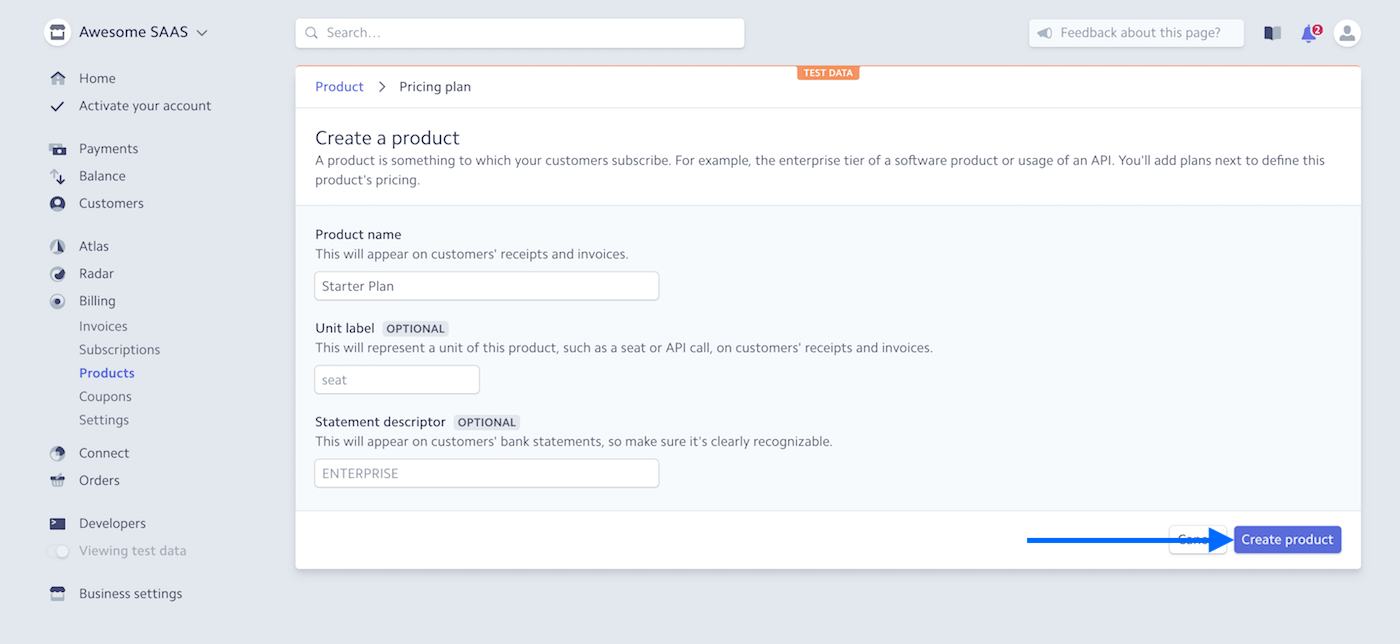 Awesome SAAS
Search...
Feedback about this page?
2
Home
Activate your account
Payments
Balance
Customers
Atlas
Radar
Billing
Invoices
Subscriptions
Products
Coupons
Settings
Connect
Orders
Developers
Viewing test data
Business settings
TEST DATA
Product > Pricing plan
Create a product
A product is something to which your customers subscribe. For example, the enterprise tier of a software product or usage of an API. You'll add plans next to define this
product's pricing.
Product name
This will appear on customers' receipts and invoices.
Starter Plan
Unit label OPTIONAL
This will represent a unit of this product, such as a seat or API call, on customers' receipts and invoices.
seat
Statement descriptor OPTIONAL
This will appear on customers' bank statements, so make sure it's clearly recognizable.
ENTERPRISE
Create product